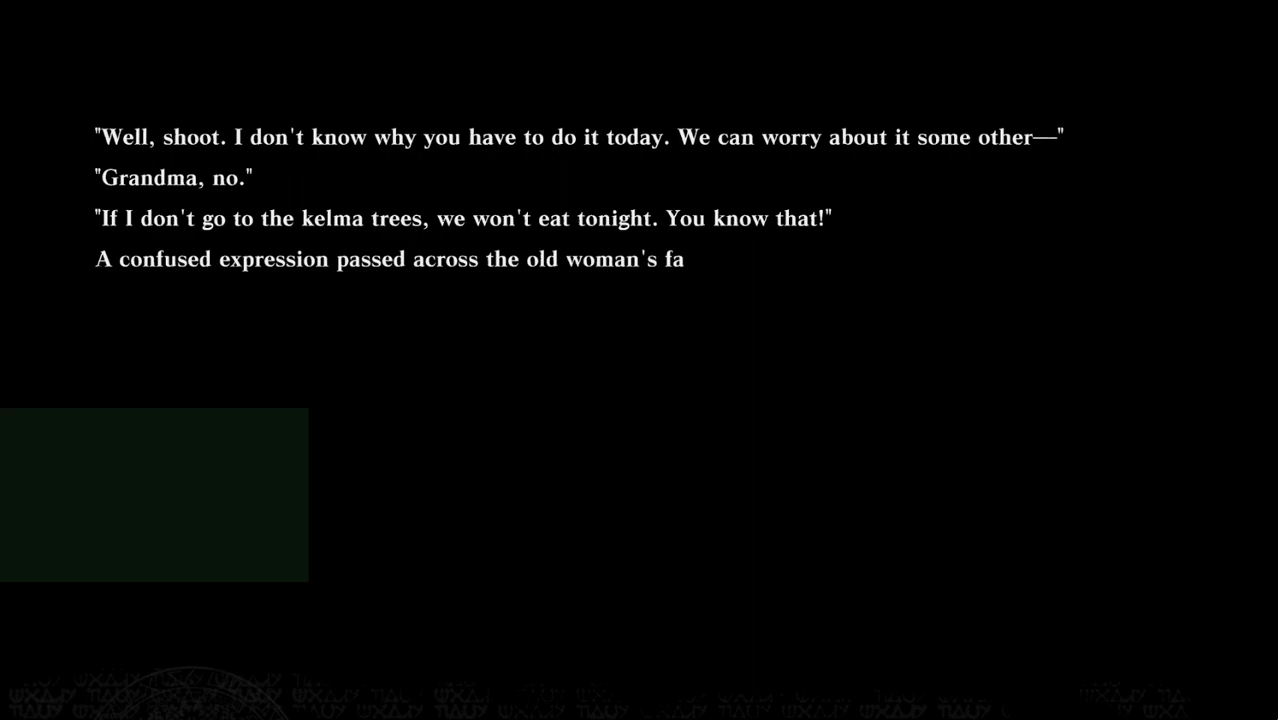 "Well, shoot. I don't know why you have to do it today. We can worry about it some other—"
"Grandma, no."
"If I don't go to the kelma trees, we won't eat tonight. You know that!"
A confused expression passed across the old woman's fa